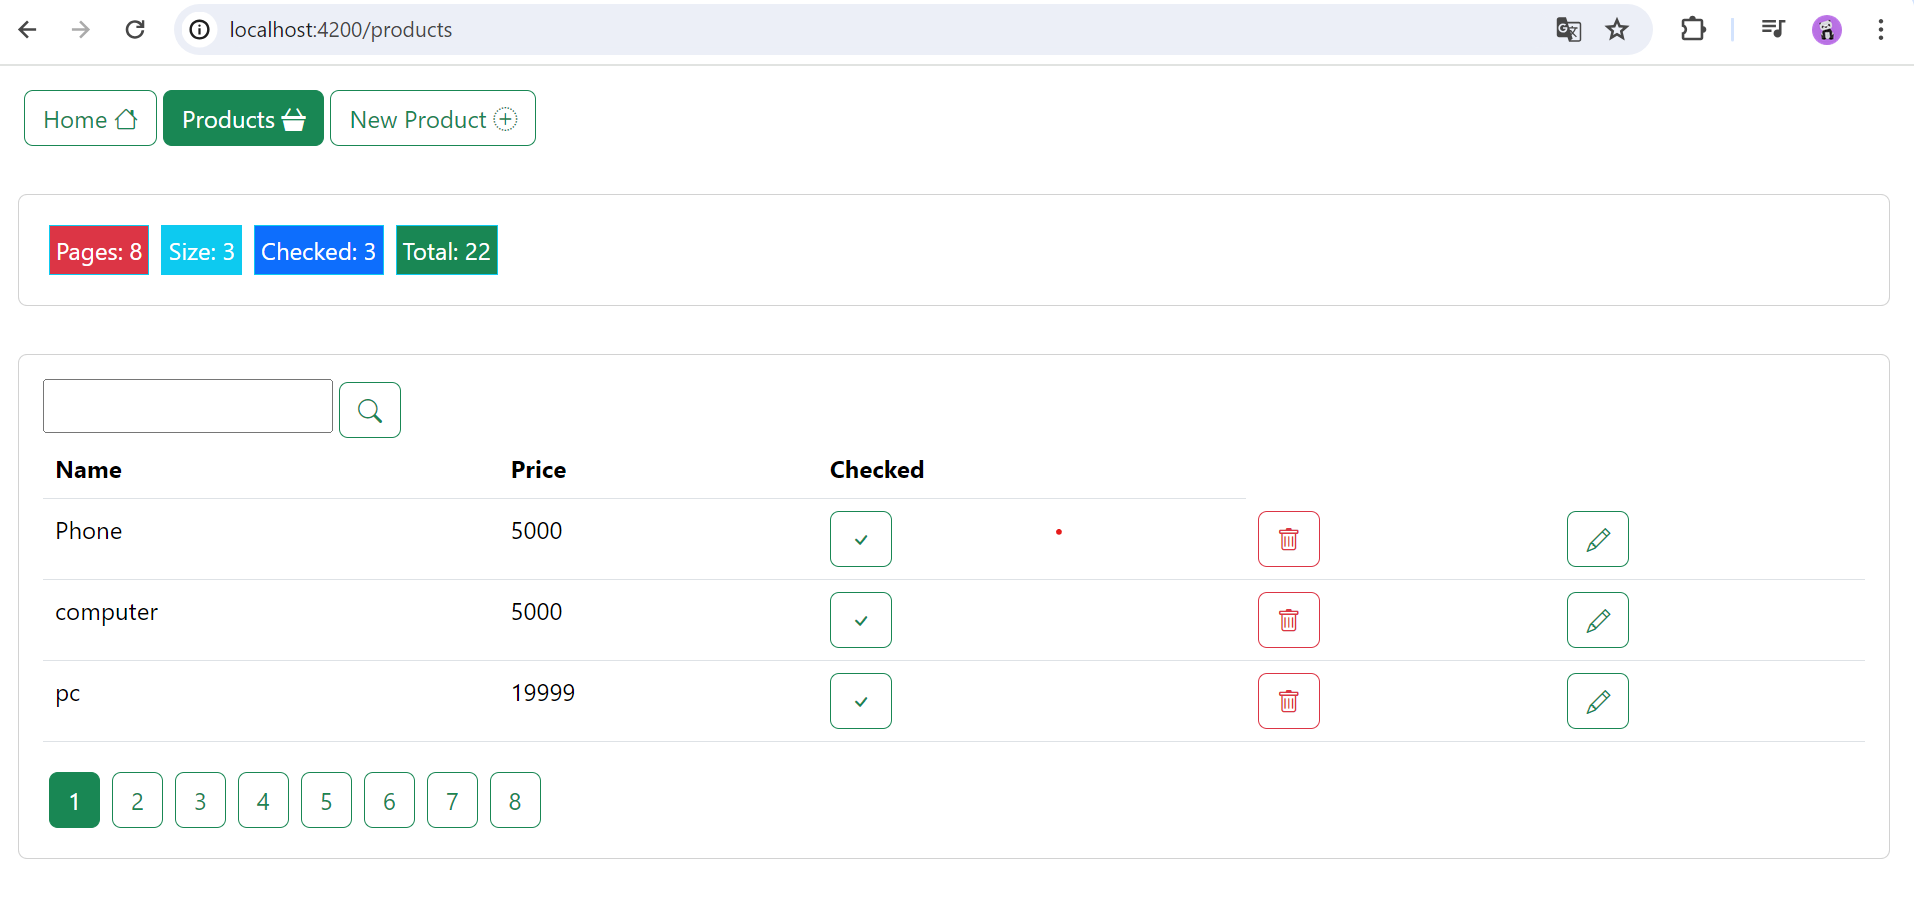 localhost:4200/products
Home Products New Product
Pages: 8 Size: 3 Checked: 3 Total: 22
Name Price Checked
Phone 5000
computer 5000
pc 19999
1 2 3 4 5 6 7 8